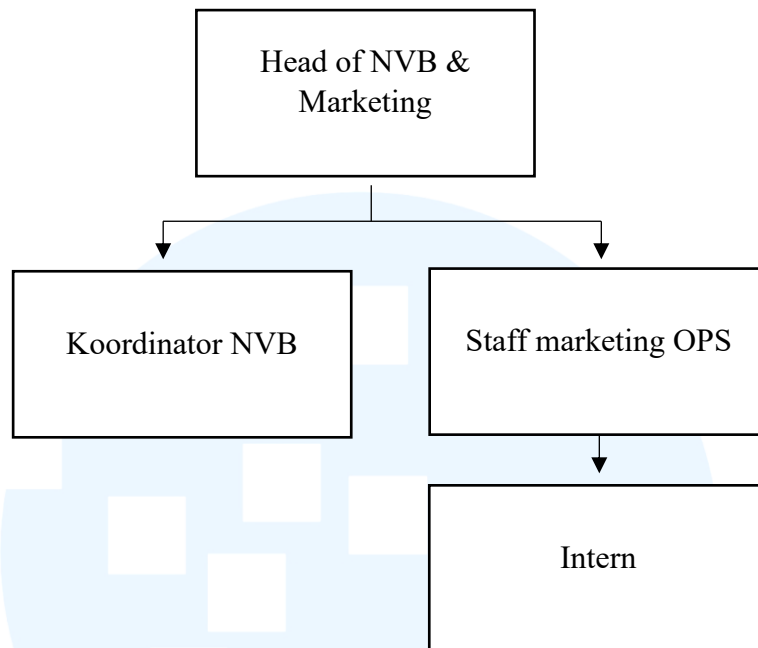 Head of NVB &
Marketing
Koordinator NVB
Staff marketing OPS
Intern